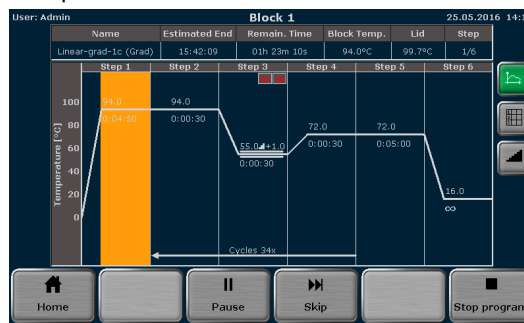 User: Admin Block 1 25.05.2016 14:1
Name Estimated End Remain. Time Block Temp. Lid Step
Linear-grad-1c (Grad) 15:42:09 01h 23m 10s 94.0°C 99.7°C 1/6
Step 1 Step 2 Step 3 Step 4 Step 5 Step 6
Temperature [°C]
100
80
60
40
20
0
94.0 94.0
0:04:50 0:00:30
55.0 +1.0
0:00:30
72.0 72.0
0:00:30 0:05:00
16.0
∞
Cycles 34x
Home Pause Skip Stop program